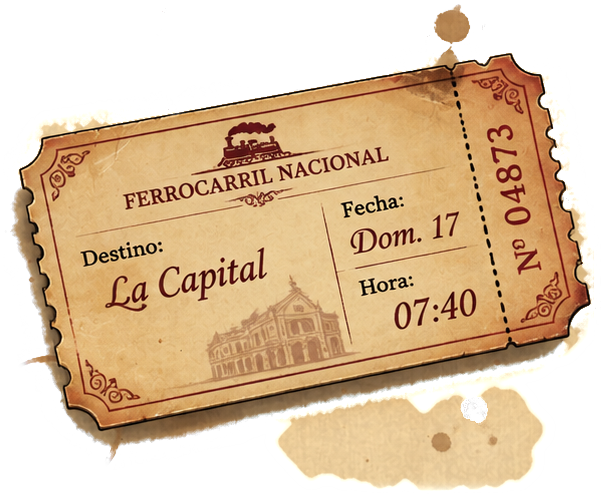 FERROCARRIL NACIONAL
Destino:
La Capital
Fecha:
Dom. 17
Hora:
07:40
Nº 04873